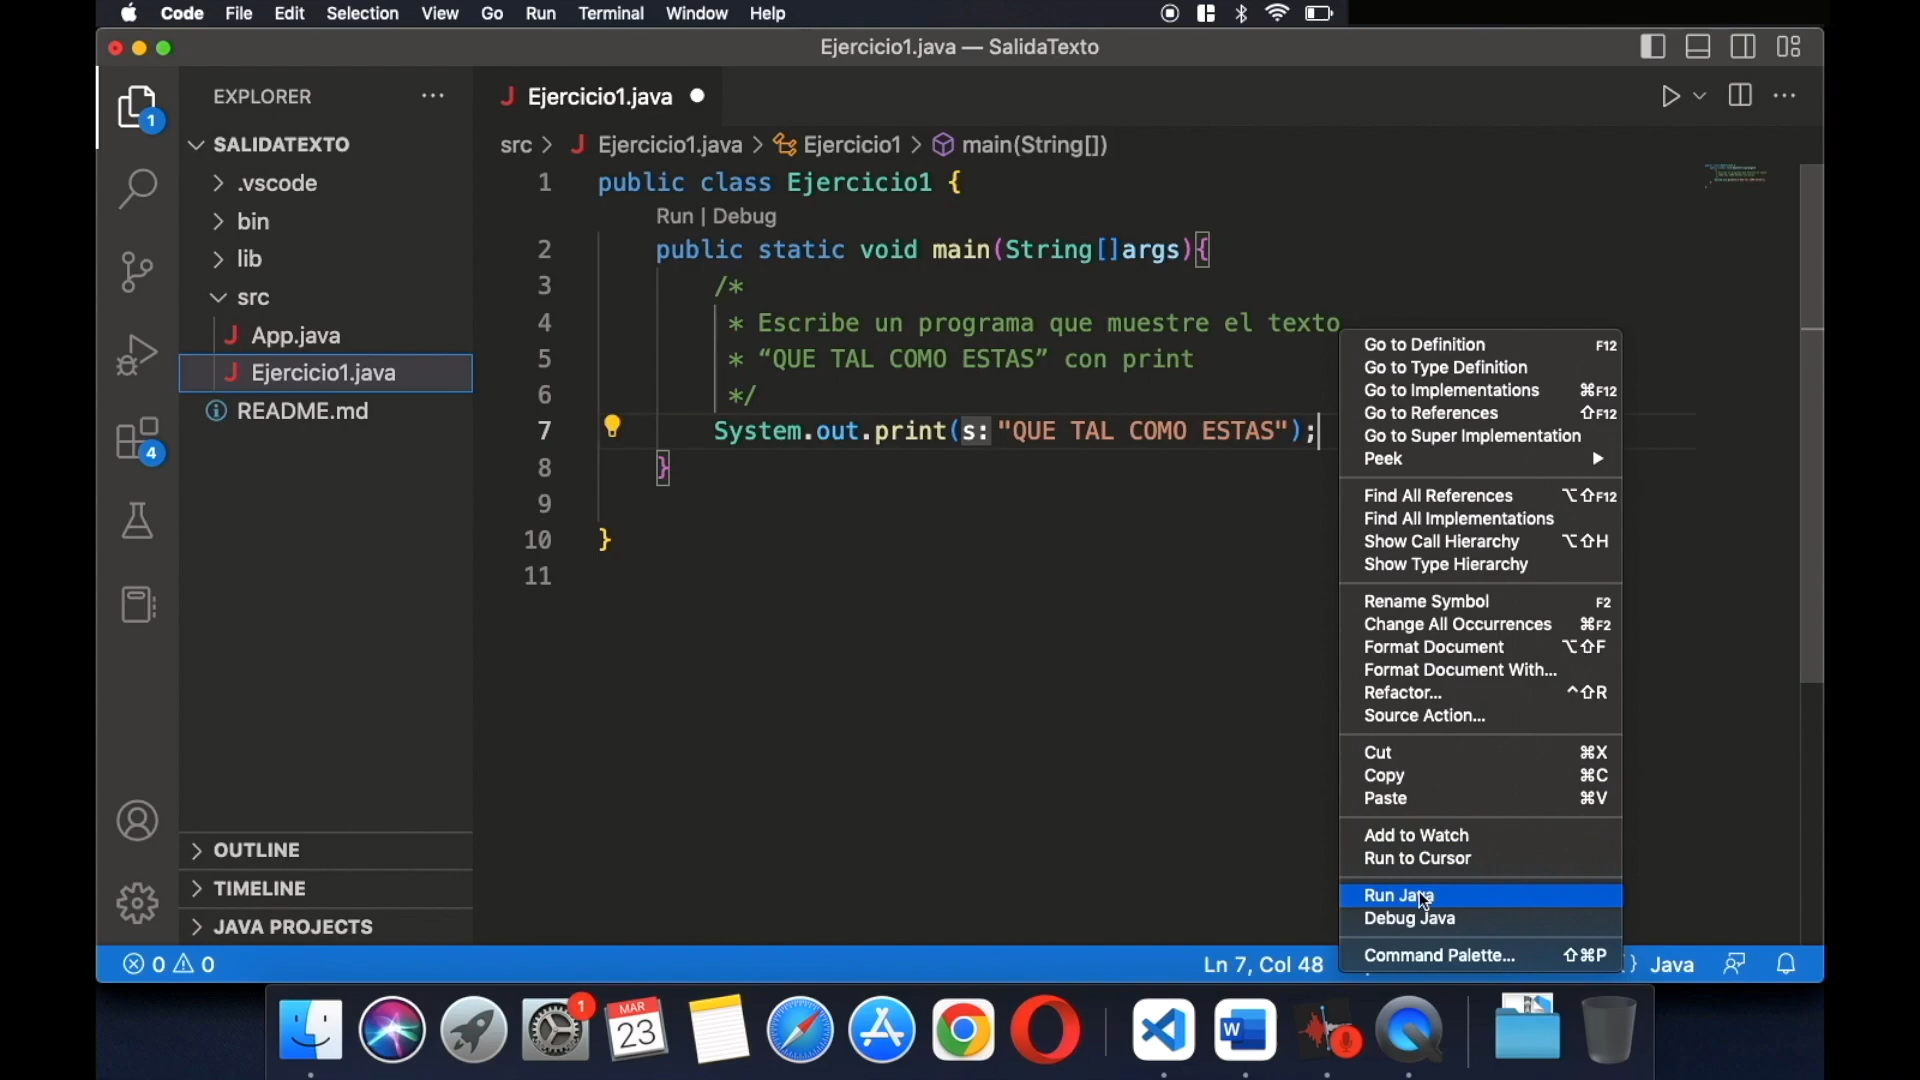 Code File Edit Selection View Go Run Terminal Window Help
Ejercicio1.java — SalidaTexto
EXPLORER ···
Ejercicio1.java
1
SALIDATEXTO
src > Ejercicio1.java > Ejercicio1 > main(String[])
.vscode
bin
lib
src
App.java
Ejercicio1.java
README.md
4
OUTLINE
TIMELINE
JAVA PROJECTS
1 public class Ejercicio1 {
Run | Debug
2 public static void main(String[]args){
3 /*
4 * Escribe un programa que muestre el texto
5 * “QUE TAL COMO ESTAS” con print
6 */
7 System.out.print(s:"QUE TAL COMO ESTAS");
8 }
9
10 }
11
Go to Definition F12
Go to Type Definition
Go to Implementations ⌘F12
Go to References ⇧F12
Go to Super Implementation
Peek
Find All References ⌥⇧F12
Find All Implementations
Show Call Hierarchy ⌥⇧H
Show Type Hierarchy
Rename Symbol F2
Change All Occurrences ⌘F2
Format Document ⌥⇧F
Format Document With...
Refactor... ^⇧R
Source Action...
Cut ⌘X
Copy ⌘C
Paste ⌘V
Add to Watch
Run to Cursor
Run Java
Debug Java
Command Palette... ⇧⌘P
0 0 Ln 7, Col 48 Java
1
MAR
23
W